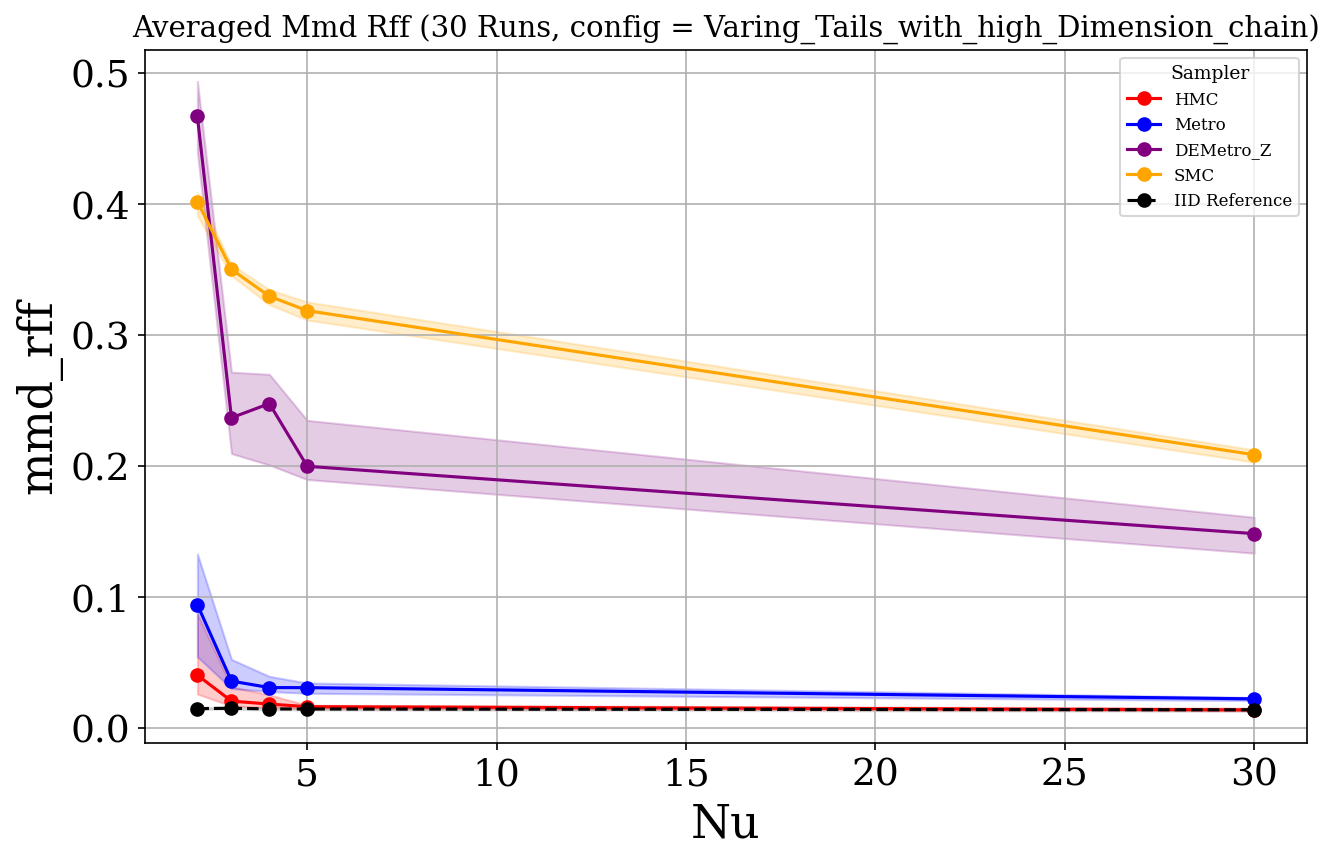 Averaged Mmd Rff (30 Runs, config = Varing_Tails_with_high_Dimension_chain)
Sampler
HMC
Metro
DEMetro_Z
SMC
IID Reference
mmd_rff
0.5
0.4
0.3
0.2
0.1
0.0
5 10 15 20 25 30
Nu